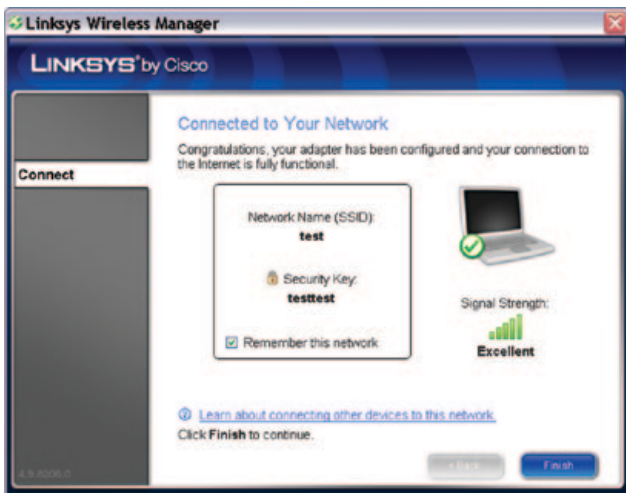 Linksys Wireless Manager
LINKSYS® by Cisco
Connected to Your Network
Congratulations, your adapter has been configured and your connection to
the Internet is fully functional.
Connect
Network Name (SSID):
test
Security Key:
testtest
Remember this network
Signal Strength:
Excellent
Learn about connecting other devices to this network.
Click Finish to continue.
< Back
Finish